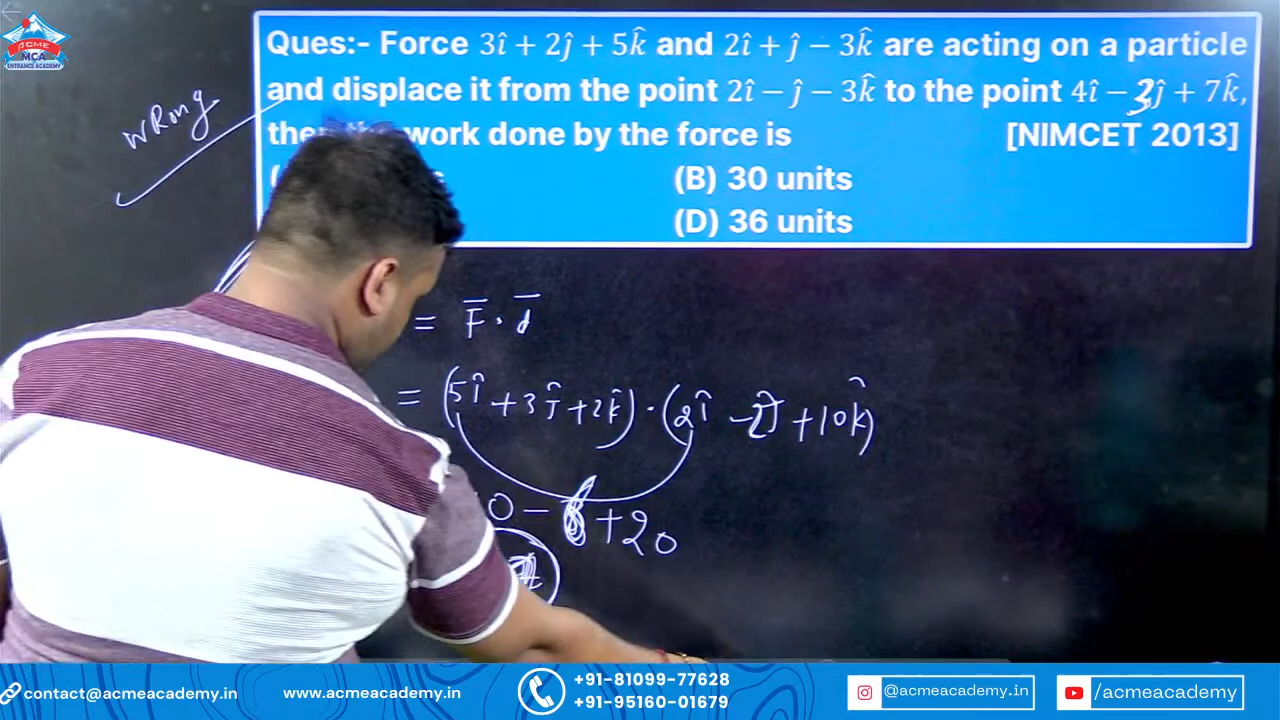 ACME
MCA
ENTRANCE ACADEMY
Ques:- Force 3î + 2ĵ + 5k̂ and 2î + ĵ − 3k̂ are acting on a particle
and displace it from the point 2î − ĵ − 3k̂ to the point 4î − 3ĵ + 7k̂,
work done by the force is [NIMCET 2013]
(B) 30 units
(D) 36 units
wRong
= F̄ . d̄
= (5î + 3ĵ + 2k̂) . (2î - 2ĵ + 10k̂)
0 - + 20
contact@acmeacademy.in
www.acmeacademy.in
+91-81099-77628
+91-95160-01679
@acmeacademy.in
/acmeacademy